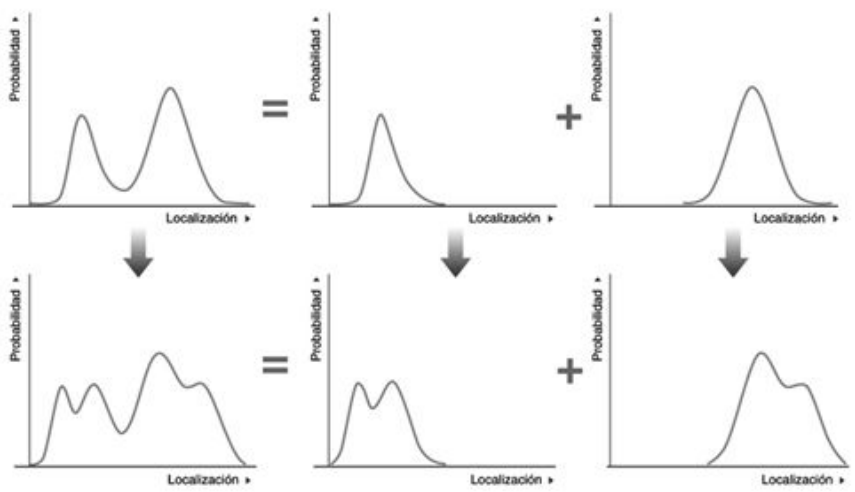 Probabilidad ▸
Localización ▸
=
Probabilidad ▸
Localización ▸
+
Probabilidad ▸
Localización ▸
Probabilidad ▸
Localización ▸
=
Probabilidad ▸
Localización ▸
+
Probabilidad ▸
Localización ▸